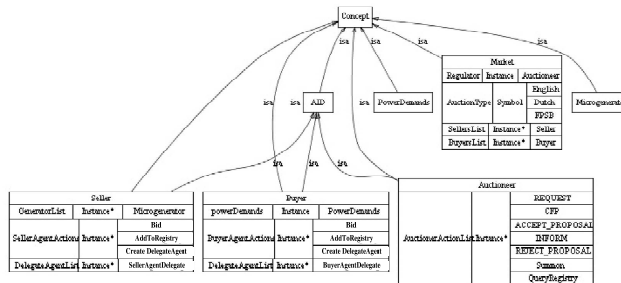 Concept
isa
isa
isa
isa
isa
isa
isa
isa
isa
isa
Market
Regulator Instance Auctioneer
AuctionType Symbol English
Dutch
FPSB
SellersList Instance* Seller
BuyersList Instance* Buyer
AID
PowerDemands
Microgenerator
Seller
GeneratorList Instance* Microgenerator
SellerAgentActions Instance* Bid
AddToRegistry
Create DelegateAgent
DelegateAgentList Instance* SellerAgentDelegate
Buyer
powerDemands Instance PowerDemands
BuyerAgentActions Instance* Bid
AddToRegistry
Create DelegateAgent
DelegateAgentList Instance* BuyerAgentDelegate
Auctioneer
AuctionerActionList Instance* REQUEST
CFP
ACCEPT_PROPOSAL
INFORM
REJECT_PROPOSAL
Summon
QueryRegistry